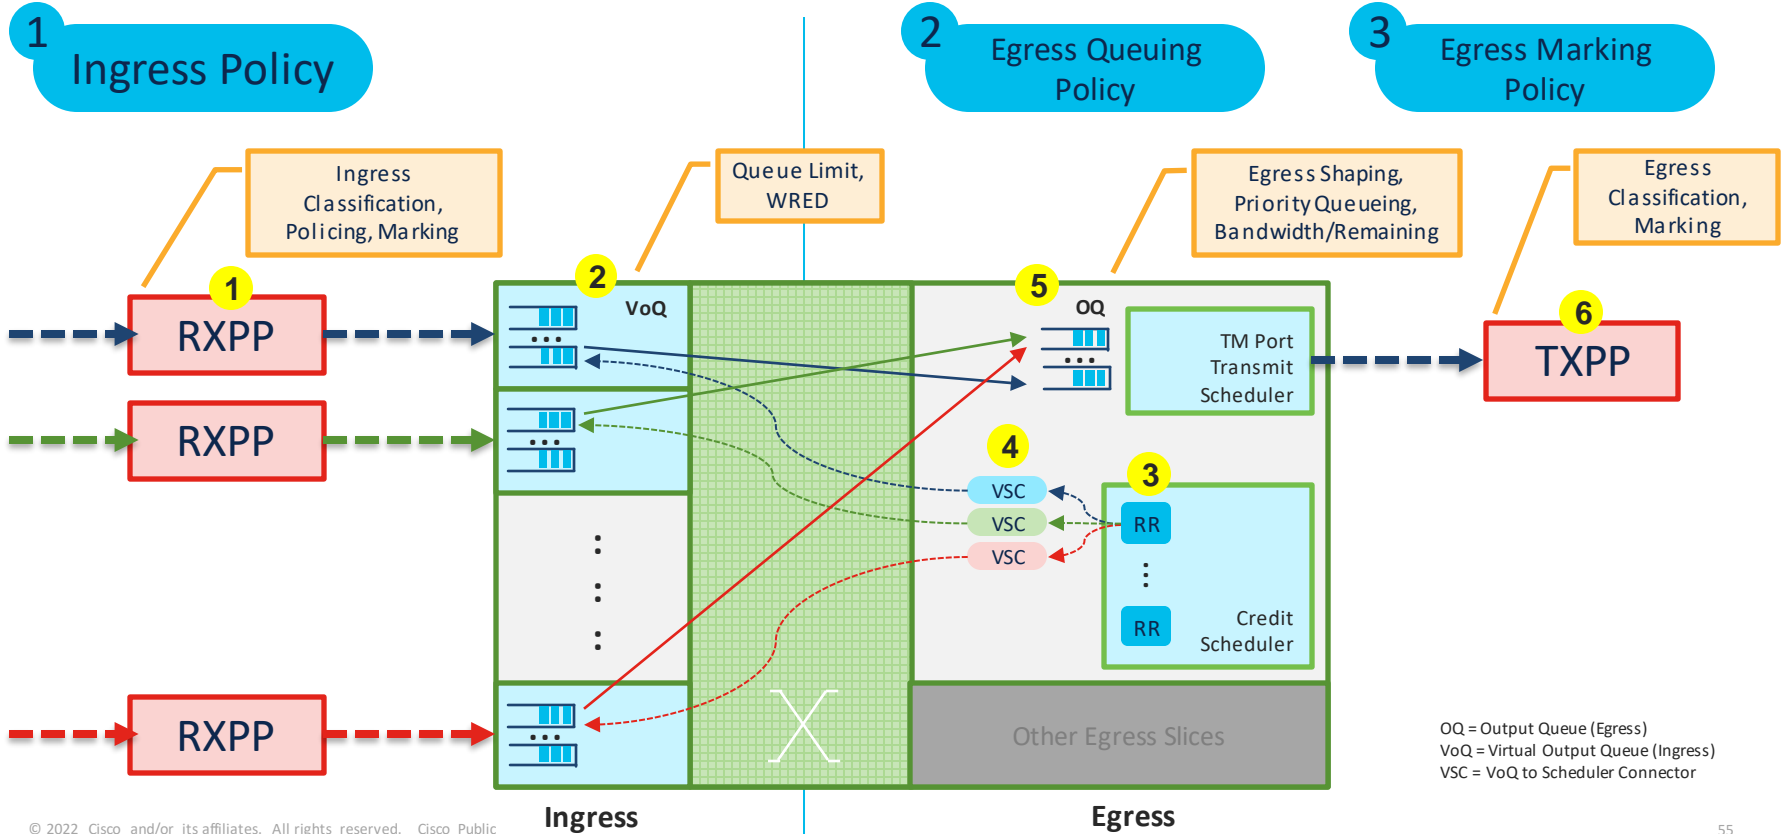 1
Ingress Policy
2
Egress Queuing
Policy
3
Egress Marking
Policy
Ingress
Classification,
Policing, Marking
Queue Limit,
WRED
Egress Shaping,
Priority Queueing,
Bandwidth/Remaining
Egress
Classification,
Marking
1
RXPP
RXPP
RXPP
2
VoQ
5
OQ
TM Port
Transmit
Scheduler
6
TXPP
4
VSC
VSC
VSC
3
RR
RR
Credit
Scheduler
Other Egress Slices
OQ = Output Queue (Egress)
VoQ = Virtual Output Queue (Ingress)
VSC = VoQ to Scheduler Connector
Ingress
Egress
© 2022 Cisco and/or its affiliates. All rights reserved. Cisco Public
55